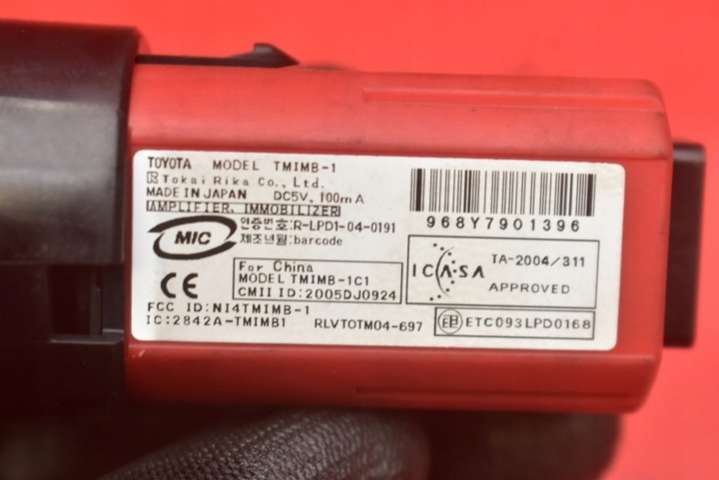 TOYOTA MODEL TMIMB-1
Tokai Rika Co., Ltd.
MADE IN JAPAN DC5V, 100mA
AMPLIFIER, IMMOBILIZER
968Y7901396
MIC
인증번호:R-LPD1-04-0191
제조년월:barcode
ICASA
TA-2004/311
APPROVED
CE
For China
MODEL TMIMB-1C1
CMII ID:2005DJ0924
FCC ID:NI4TMIMB-1
IC:2842A-TMIMB1
RLVTOTM04-697
ETC093LPD0168